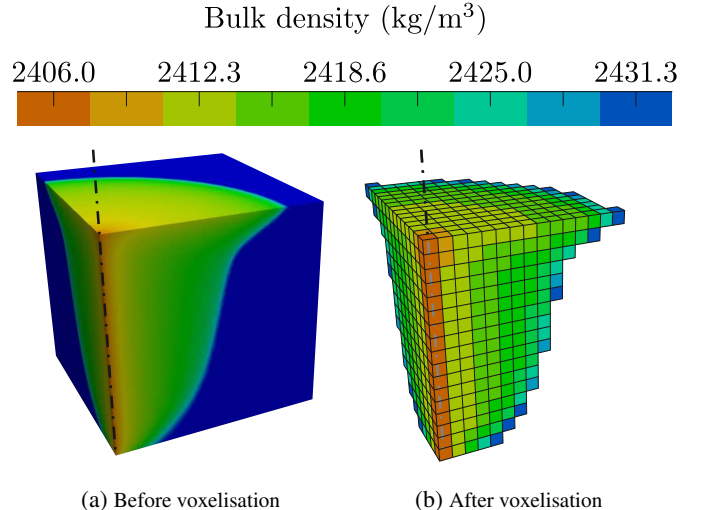 Bulk density (kg/m³)
2406.0 2412.3 2418.6 2425.0 2431.3
(a) Before voxelisation (b) After voxelisation